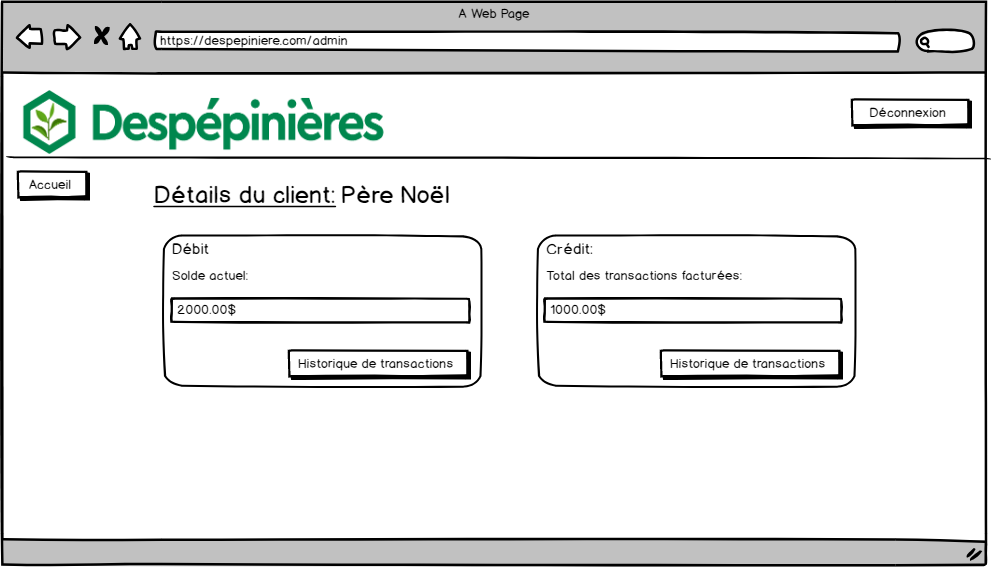 A Web Page
https://despepiniere.com/admin
Despépinières
Déconnexion
Accueil
Détails du client: Père Noël
Débit
Solde actuel:
2000.00$
Historique de transactions
Crédit:
Total des transactions facturées:
1000.00$
Historique de transactions